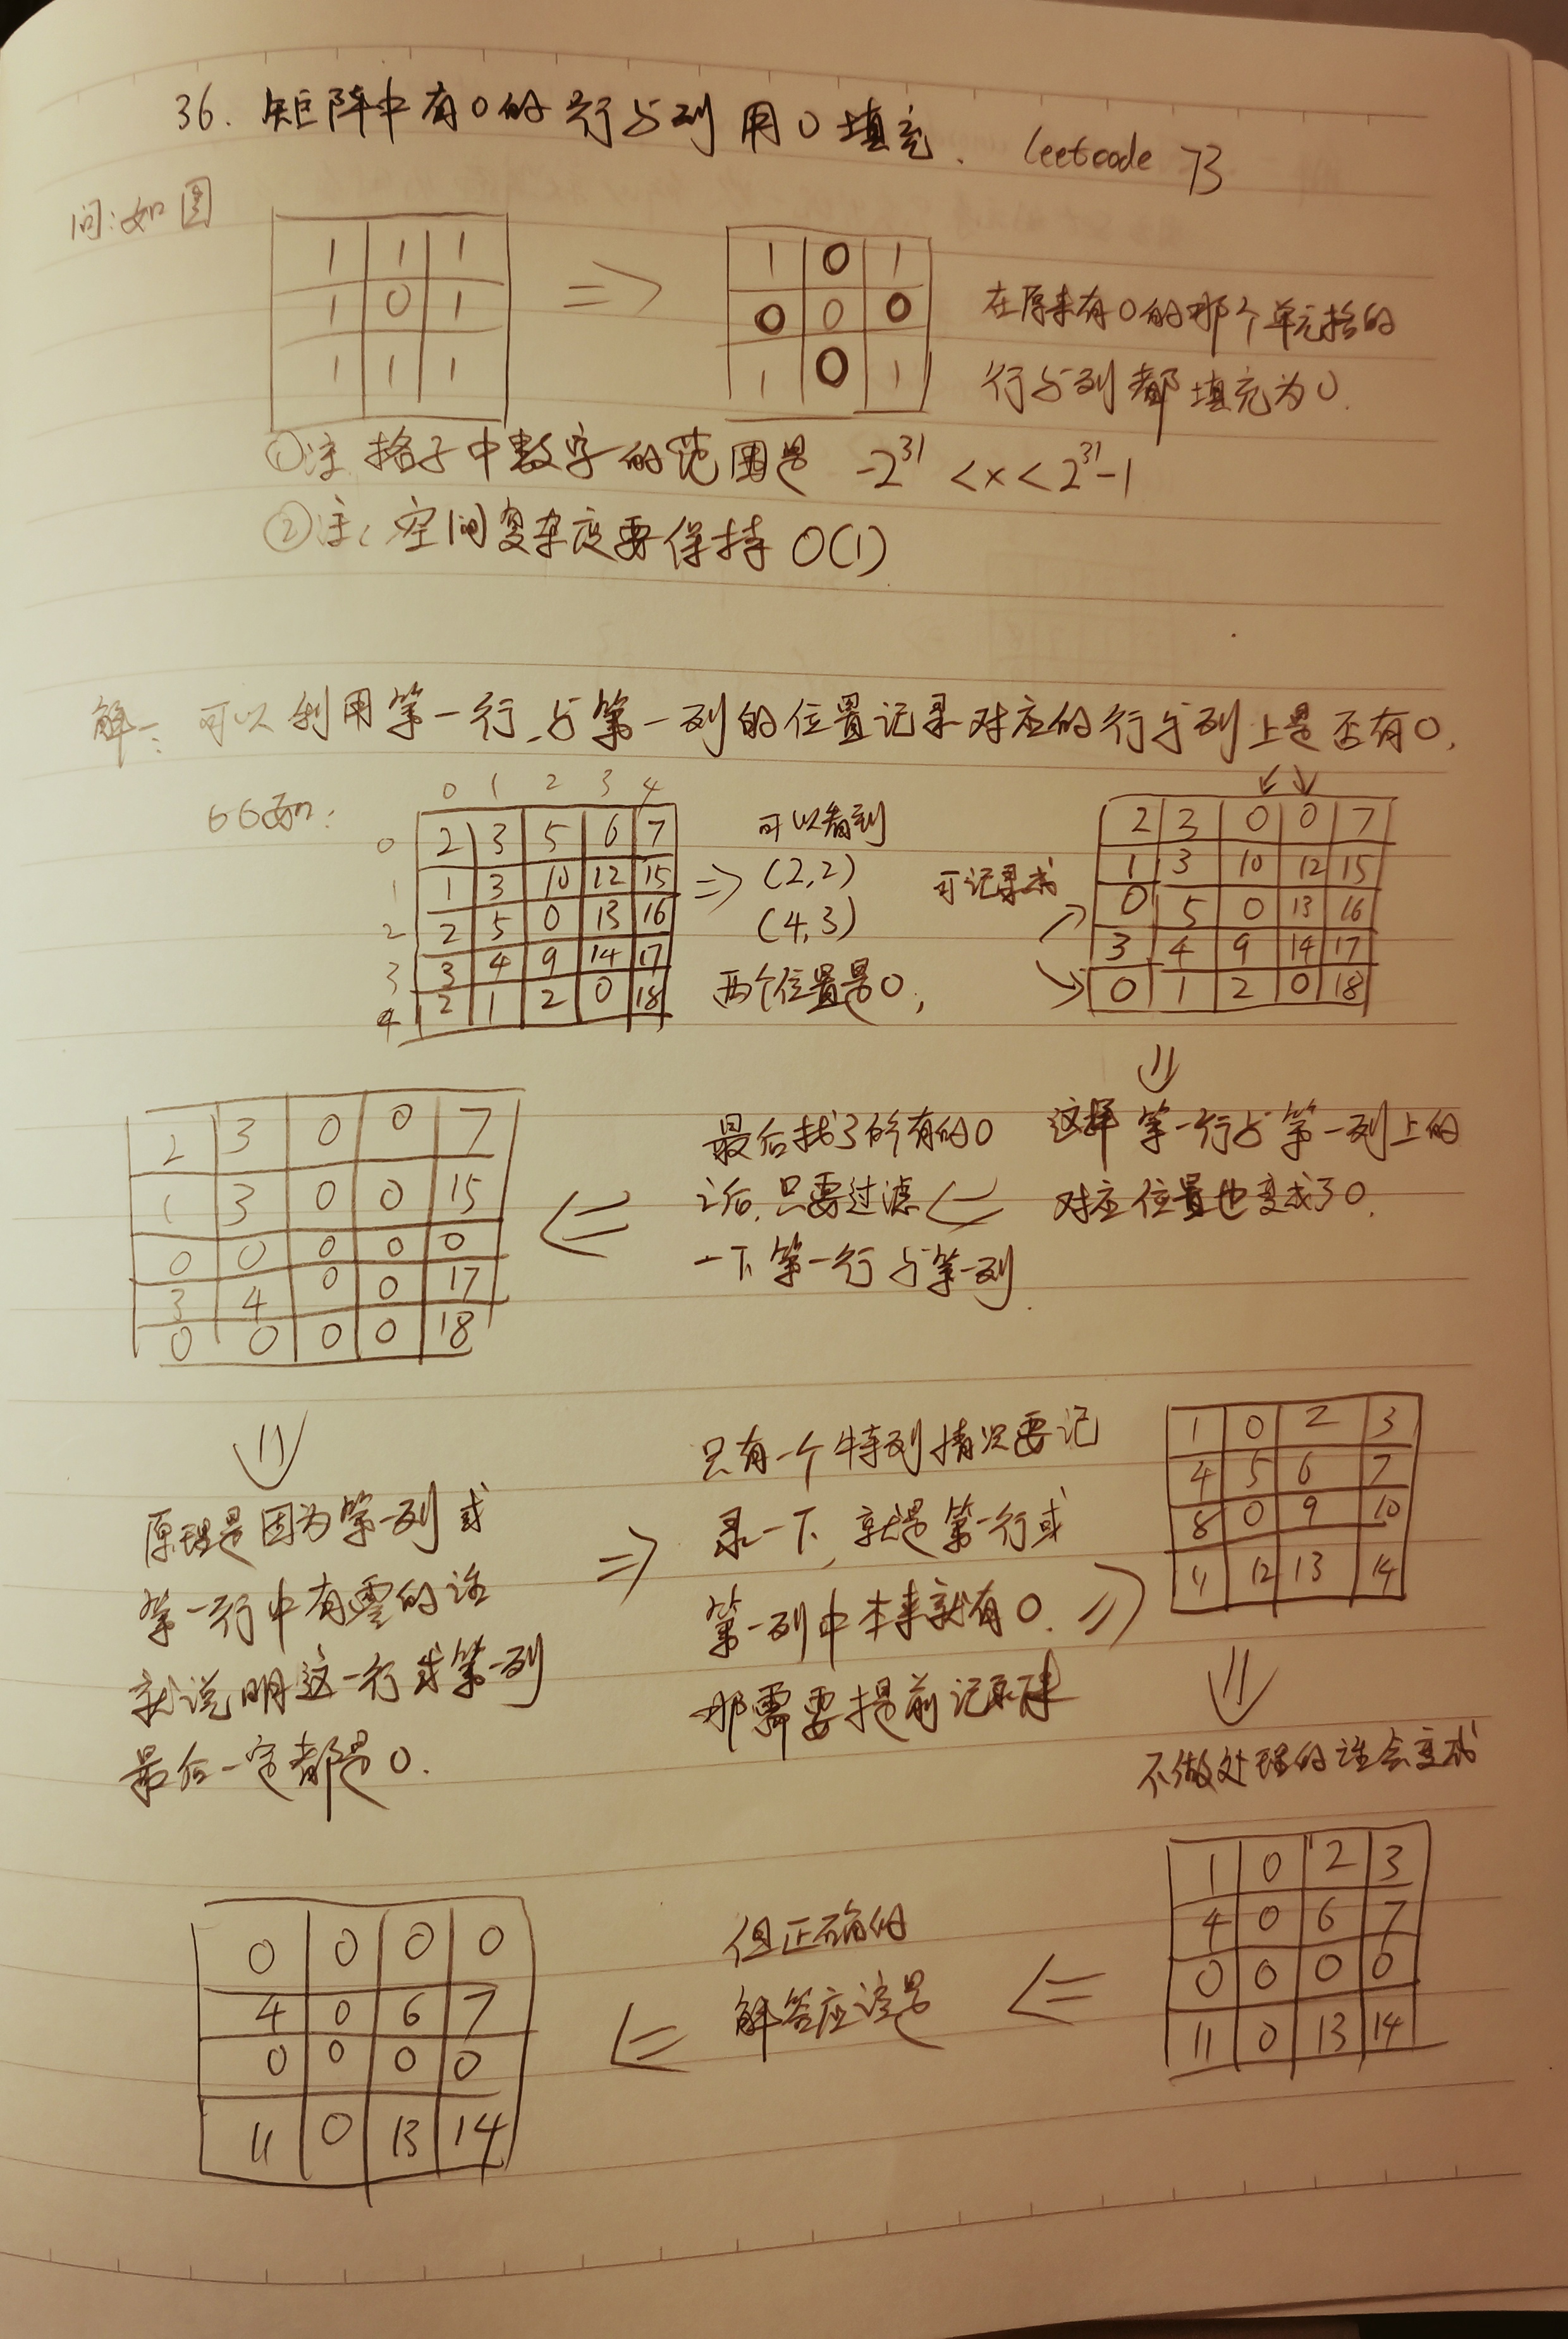 36. 矩阵中有0的行与列用0填充. leetcode 73
问:如图
1 1 1
1 0 1
1 1 1
⇒
1 0 1
0 0 0
1 0 1
在原来有0的那个单元格的
行与列都填充为0.
①注 格子中数字的范围是 -2^31 < x < 2^31-1
②注: 空间复杂度要保持 O(1)
解一: 可以利用第一行与第一列的位置记录对应的行与列上是否有0,
0 1 2 3 4
0 2 3 5 6 7
1 1 3 10 12 15
2 2 5 0 13 16
3 3 4 9 14 17
4 2 1 2 0 18
⇒
可以看到
(2,2)
(4,3)
两个位置是0,
可记录成
2 3 0 0 7
1 3 10 12 15
0 5 0 13 16
3 4 9 14 17
0 1 2 0 18
这样第一行与第一列上的
对应位置也变成了0.
最后找了所有的0
之后,只要过滤
一下第一行与第一列.
2 3 0 0 7
1 3 0 0 15
0 0 0 0 0
3 4 0 0 17
0 0 0 0 18
原理是因为第一列或
第一行中有零的话
就说明这一行或第一列
最后一定都是0.
⇒
只有一个特列情况要记
录一下,就是第一行或
第一列中本来就有0.
那需要提前记录下来
⇒
1 0 2 3
4 5 6 7
8 0 9 10
11 12 13 14
不做处理的话会变成
1 0 2 3
4 0 6 7
0 0 0 0
11 0 13 14
但正确的
解答应该是
0 0 0 0
4 0 6 7
0 0 0 0
11 0 13 14